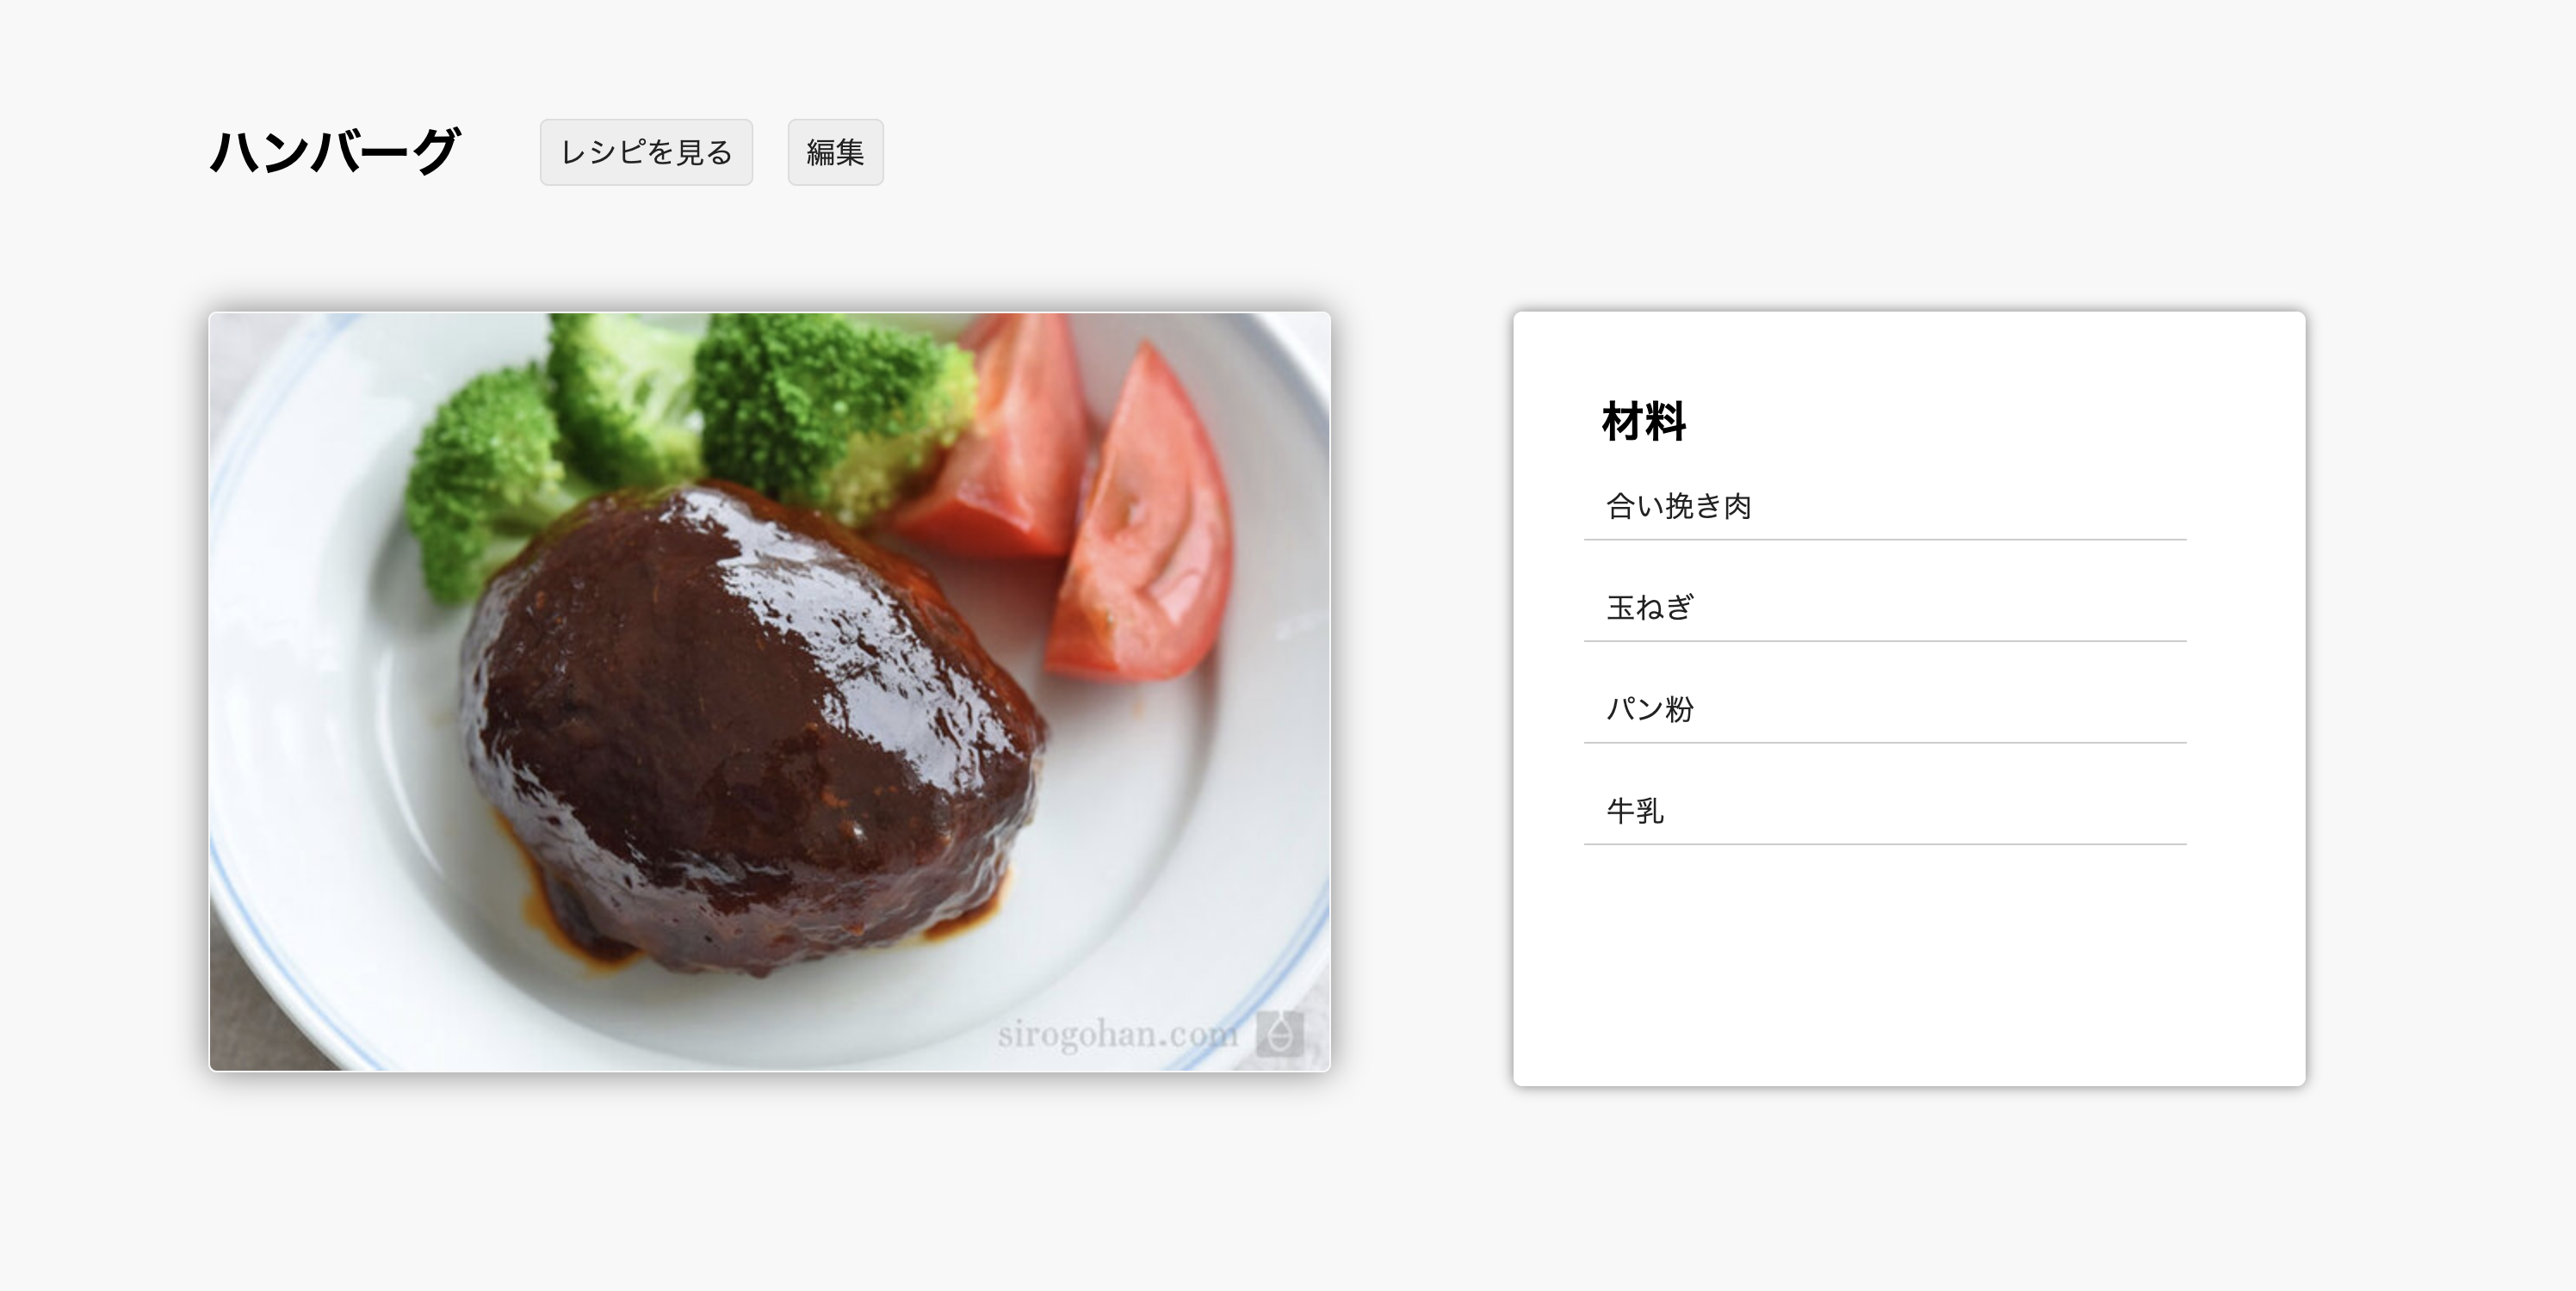 ハンバーグ
レシピを見る
編集
材料
合い挽き肉
玉ねぎ
パン粉
牛乳
sirogohan.com